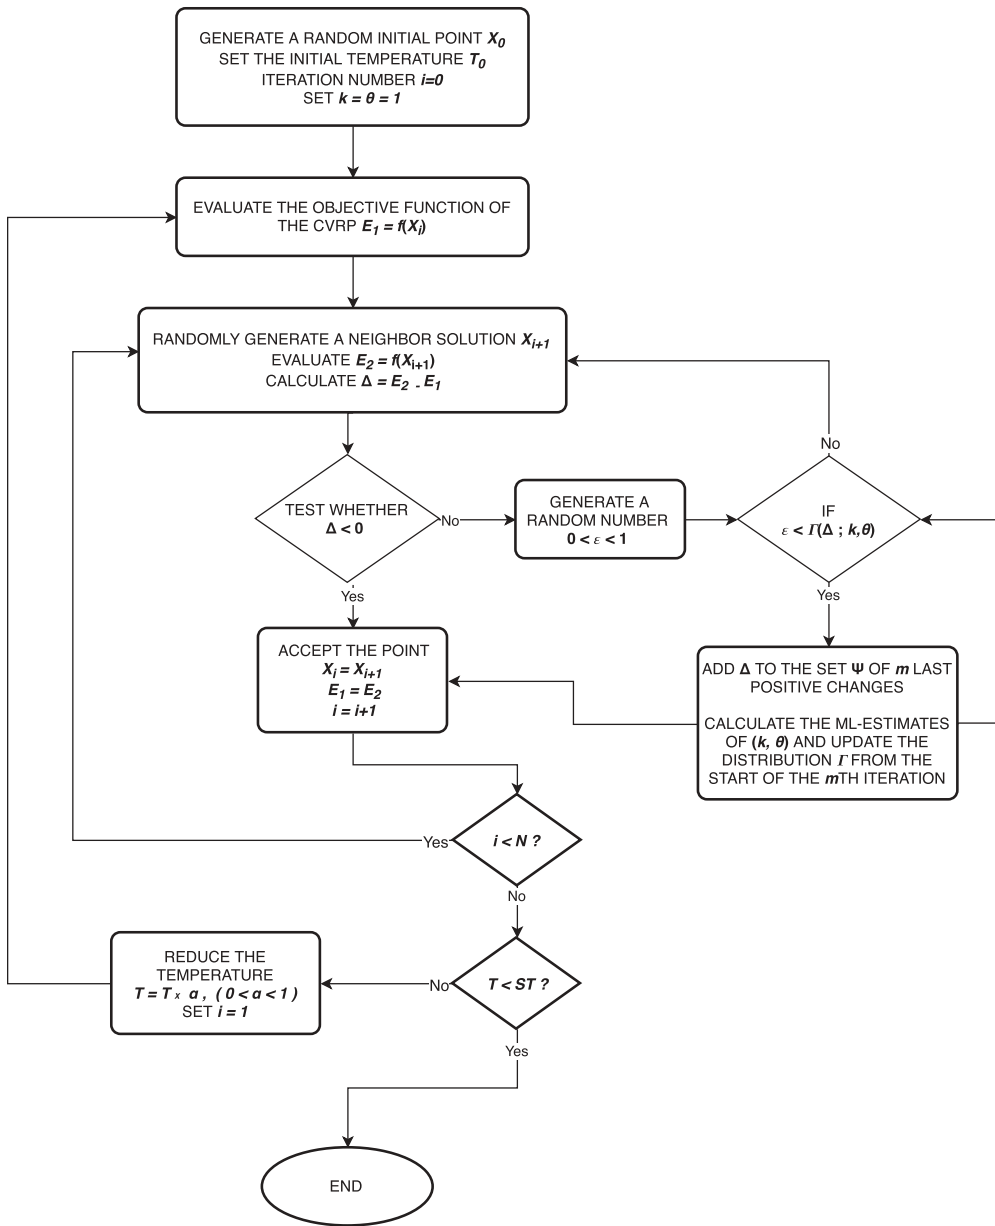 GENERATE A RANDOM INITIAL POINT X₀
SET THE INITIAL TEMPERATURE T₀
ITERATION NUMBER i=0
SET k = θ = 1
EVALUATE THE OBJECTIVE FUNCTION OF
THE CVRP E₁ = f(Xᵢ)
RANDOMLY GENERATE A NEIGHBOR SOLUTION Xᵢ₊₁
EVALUATE E₂ = f(Xᵢ₊₁)
CALCULATE Δ = E₂ - E₁
No
TEST WHETHER
Δ < 0
No
GENERATE A
RANDOM NUMBER
0 < ε < 1
IF
ε < Γ(Δ ; k,θ)
Yes
Yes
ACCEPT THE POINT
Xᵢ = Xᵢ₊₁
E₁ = E₂
i = i+1
ADD Δ TO THE SET Ψ OF m LAST
POSITIVE CHANGES
CALCULATE THE ML-ESTIMATES
OF (k, θ) AND UPDATE THE
DISTRIBUTION Γ FROM THE
START OF THE mTH ITERATION
Yes
i < N ?
No
REDUCE THE
TEMPERATURE
T = T x α , ( 0 < α < 1 )
SET i = 1
No
T < ST ?
Yes
END